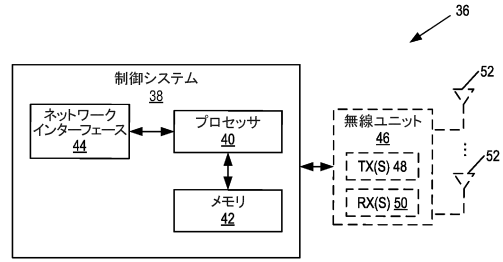 36
制御システム
38
ネットワーク
インターフェース
44
プロセッサ
40
メモリ
42
無線ユニット
46
TX(S) 48
RX(S) 50
52
...
52